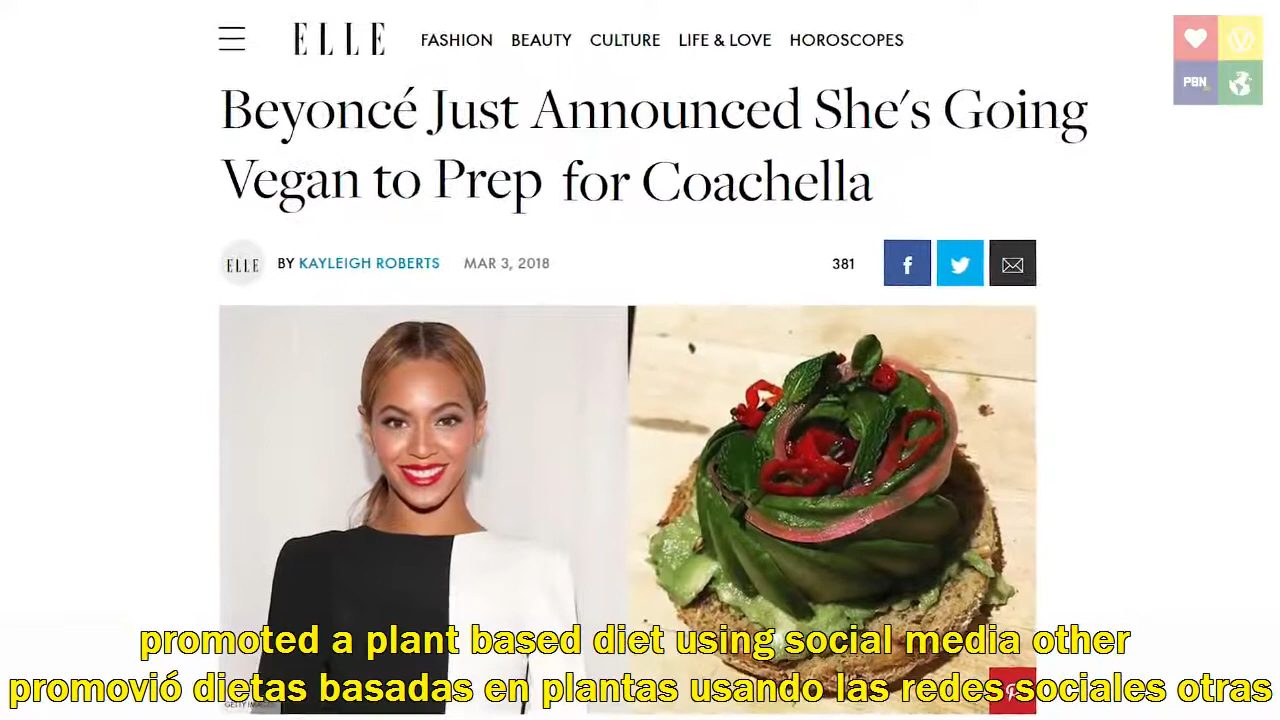 ELLE FASHION BEAUTY CULTURE LIFE & LOVE HOROSCOPES
PBN
Beyoncé Just Announced She's Going
Vegan to Prep for Coachella
ELLE BY KAYLEIGH ROBERTS MAR 3, 2018 381
promoted a plant based diet using social media other
promovió dietas basadas en plantas usando las redes sociales otras
GETTY IMAGES